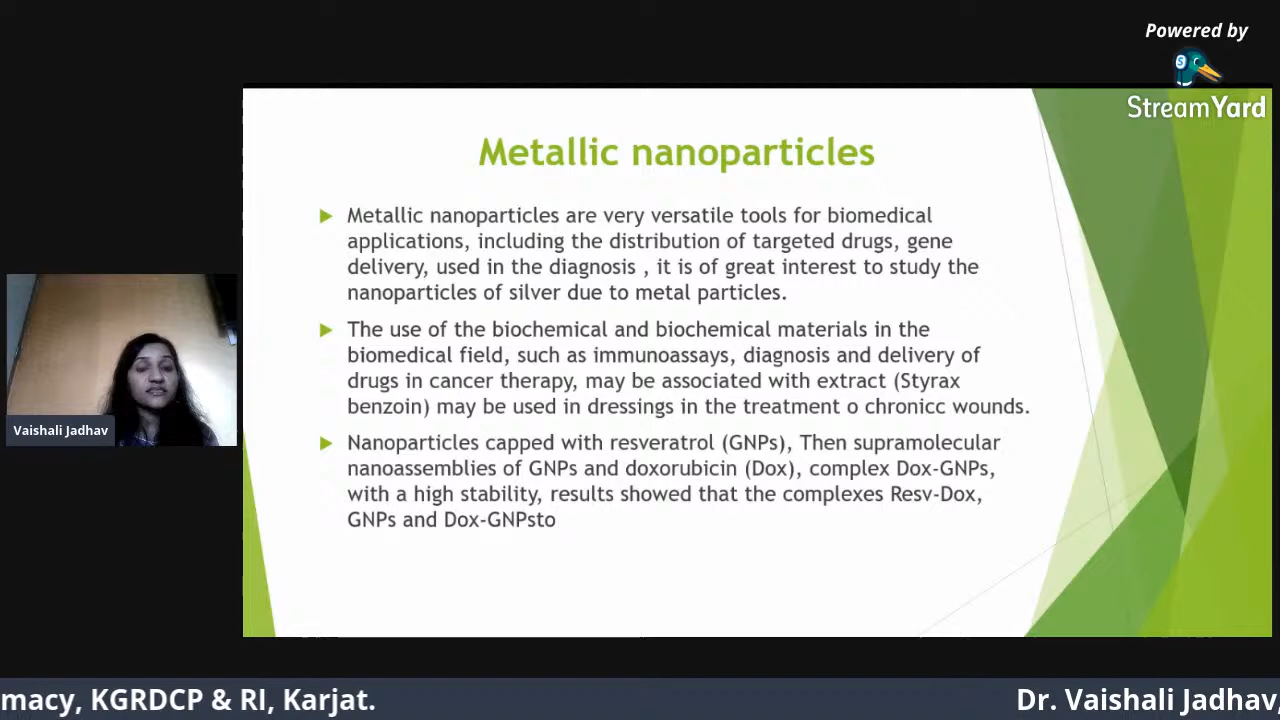 Powered by
StreamYard
Metallic nanoparticles
Metallic nanoparticles are very versatile tools for biomedical
applications, including the distribution of targeted drugs, gene
delivery, used in the diagnosis , it is of great interest to study the
nanoparticles of silver due to metal particles.
The use of the biochemical and biochemical materials in the
biomedical field, such as immunoassays, diagnosis and delivery of
drugs in cancer therapy, may be associated with extract (Styrax
benzoin) may be used in dressings in the treatment o chronicc wounds.
Nanoparticles capped with resveratrol (GNPs), Then supramolecular
nanoassemblies of GNPs and doxorubicin (Dox), complex Dox-GNPs,
with a high stability, results showed that the complexes Resv-Dox,
GNPs and Dox-GNPsto
Vaishali Jadhav
macy, KGRDCP & RI, Karjat.
Dr. Vaishali Jadhav,